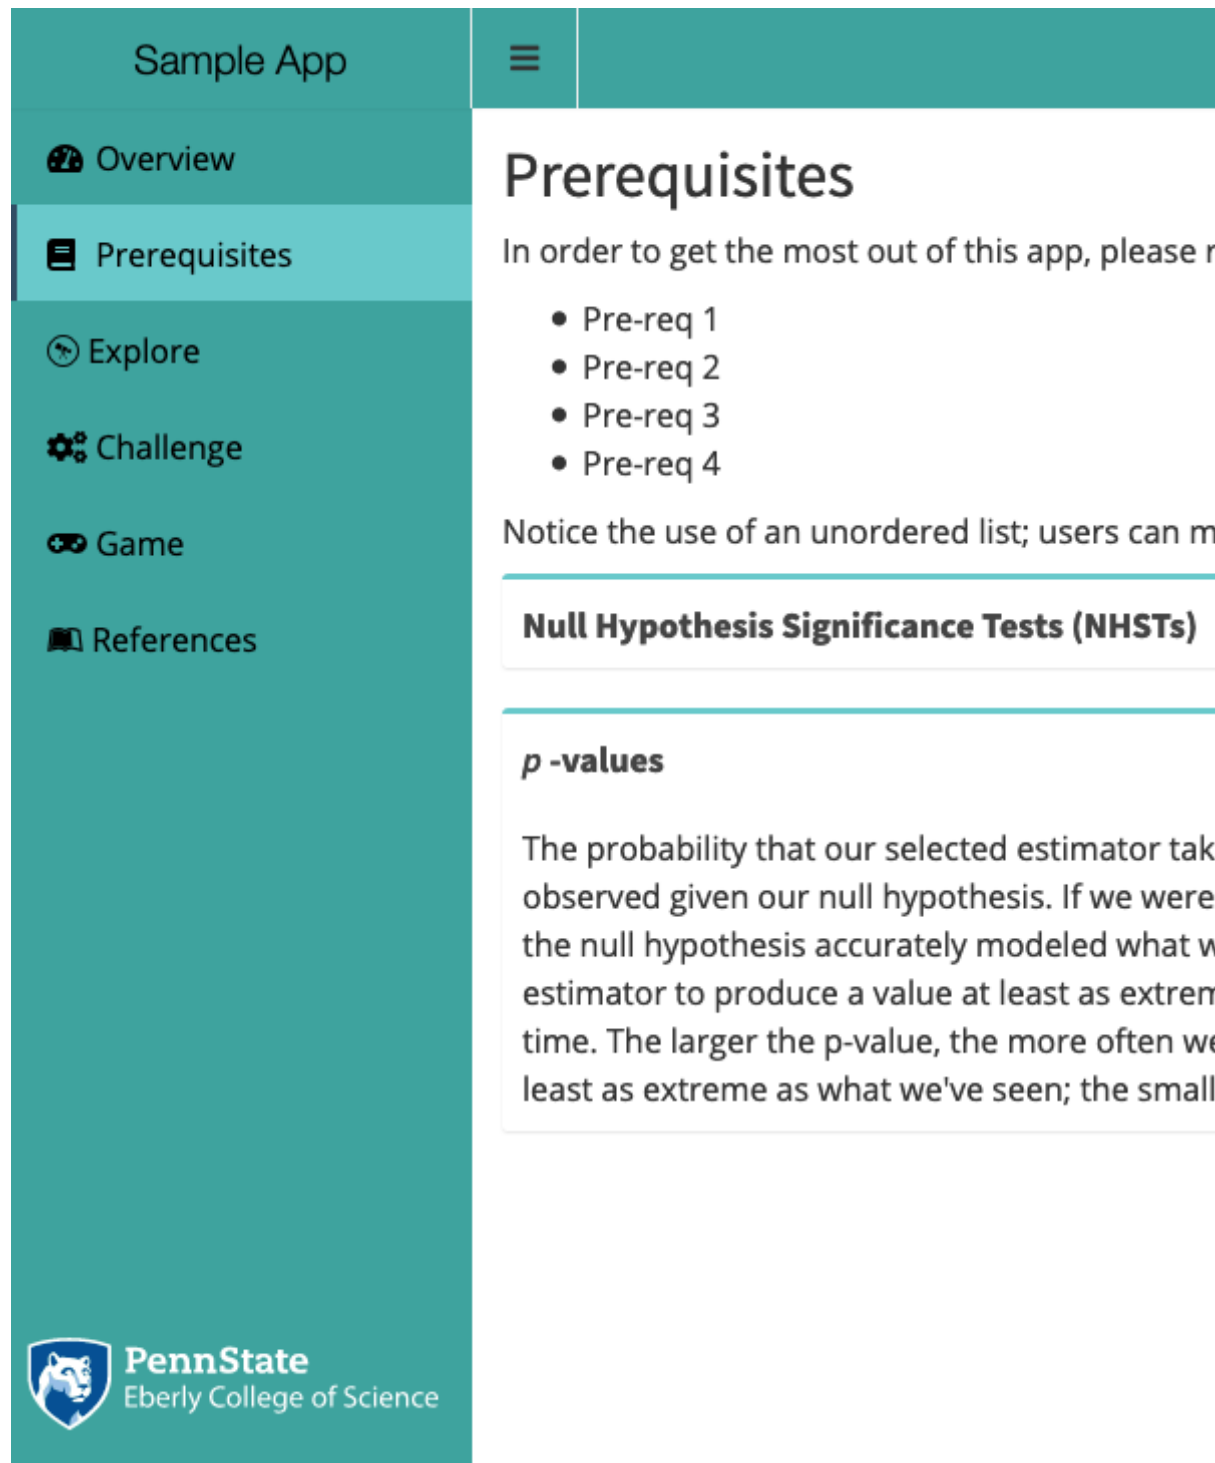 Sample App
Overview
Prerequisites
Explore
Challenge
Game
References
PennState
Eberly College of Science
Prerequisites
In order to get the most out of this app, please
Pre-req 1
Pre-req 2
Pre-req 3
Pre-req 4
Notice the use of an unordered list; users can
Null Hypothesis Significance Tests (NHSTs)
p -values
The probability that our selected estimator
observed given our null hypothesis. If we were
the null hypothesis accurately modeled what
estimator to produce a value at least as
time. The larger the p-value, the more often
least as extreme as what we've seen; the